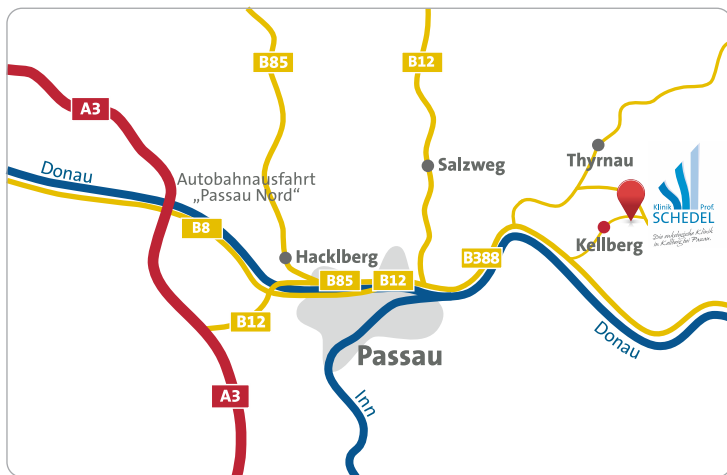 B85
B12
A3
Donau
Autobahnausfahrt
„Passau Nord“
Salzweg
Thyrnau
Klinik Prof.
SCHEDEL
Die medizinische Klinik
in Kellberg bei Passau.
B8
Kellberg
Hacklberg
B388
B85
B12
B12
Donau
Passau
A3
Inn